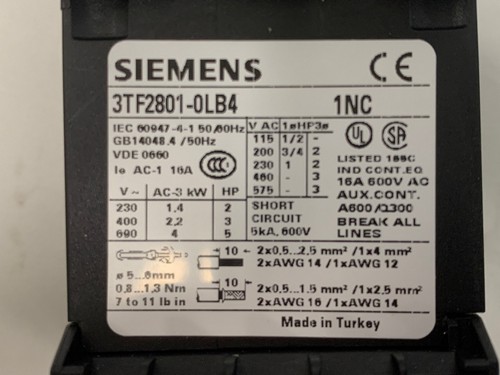 SIEMENS CE
3TF2801-0LB4 1NC
IEC 60947-4-1 50/60Hz
GB14048.4 /50Hz
VDE 0660
Ie AC-1 16A CCC
V~ AC-3 kW HP
230 1,4 2
400 2,2 3
690 4 5
V AC 1øHP3ø
115 1/2 -
200 3/4 2
230 1 2
460 - 3
575 - 3
SHORT
CIRCUIT
5kA, 600V
UL SA
LISTED
IND CONT.EQ
16A 600V AC
AUX.CONT.
A600
BREAK ALL
LINES
10 2x0,5...2,5 mm² /1x4 mm²
2xAWG 14 /1xAWG 12
ø 5...6mm
0,8...1,3 Nm
7 to 11 lb in
10 2x0,5...1,5 mm² /1x2,5 mm²
2xAWG 16 /1xAWG 14
Made in Turkey